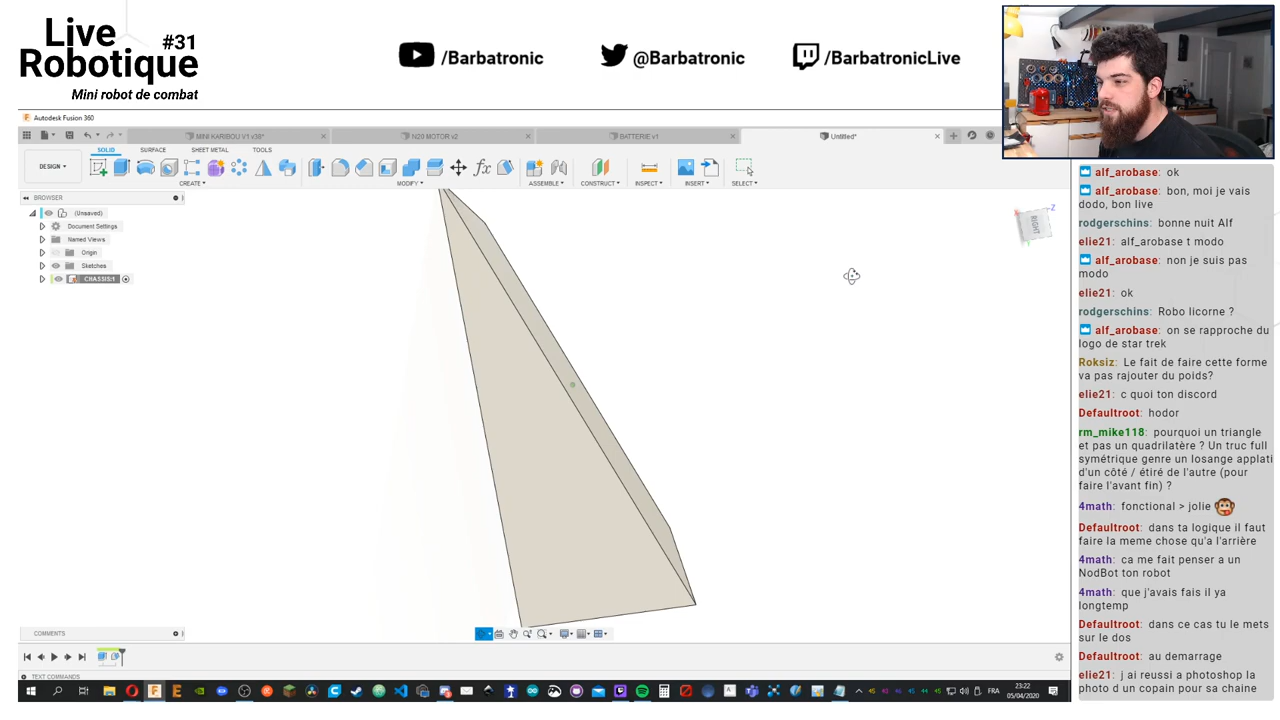 Live
Robotique #31
Mini robot de combat
/Barbatronic
@Barbatronic
/BarbatronicLive
Autodesk Fusion 360
MINI KARIBOU V1 v38*
N20 MOTOR v2
BATTERIE v1
Untitled*
SOLID
SURFACE
SHEET METAL
TOOLS
DESIGN
CREATE
MODIFY
ASSEMBLE
CONSTRUCT
INSPECT
INSERT
SELECT
BROWSER
(Unsaved)
Document Settings
Named Views
Origin
Sketches
CHASSIS:1
RIGHT
Z
COMMENTS
TEXT COMMANDS
alf_arobase: ok
alf_arobase: bon, moi je vais
dodo, bon live
rodgerschins: bonne nuit Alf
elie21: alf_arobase t modo
alf_arobase: non je suis pas
modo
elie21: ok
rodgerschins: Robo licorne ?
alf_arobase: on se rapproche du
logo de star trek
Roksiz: Le fait de faire cette forme
va pas rajouter du poids?
elie21: c quoi ton discord
Defaultroot: hodor
rm_mike118: pourquoi un triangle
et pas un quadrilatère ? Un truc full
symétrique genre un losange applati
d'un côté / étiré de l'autre (pour
faire l'avant fin) ?
4math: fonctional > jolie
Defaultroot: dans ta logique il faut
faire la meme chose qu'a l'arrière
4math: ca me fait penser a un
NodBot ton robot
4math: que j'avais fais il ya
longtemp
Defaultroot: dans ce cas tu le mets
sur le dos
Defaultroot: au demarrage
elie21: j ai reussi a photoshop la
photo d un copain pour sa chaine
FRA
23:22
05/04/2020